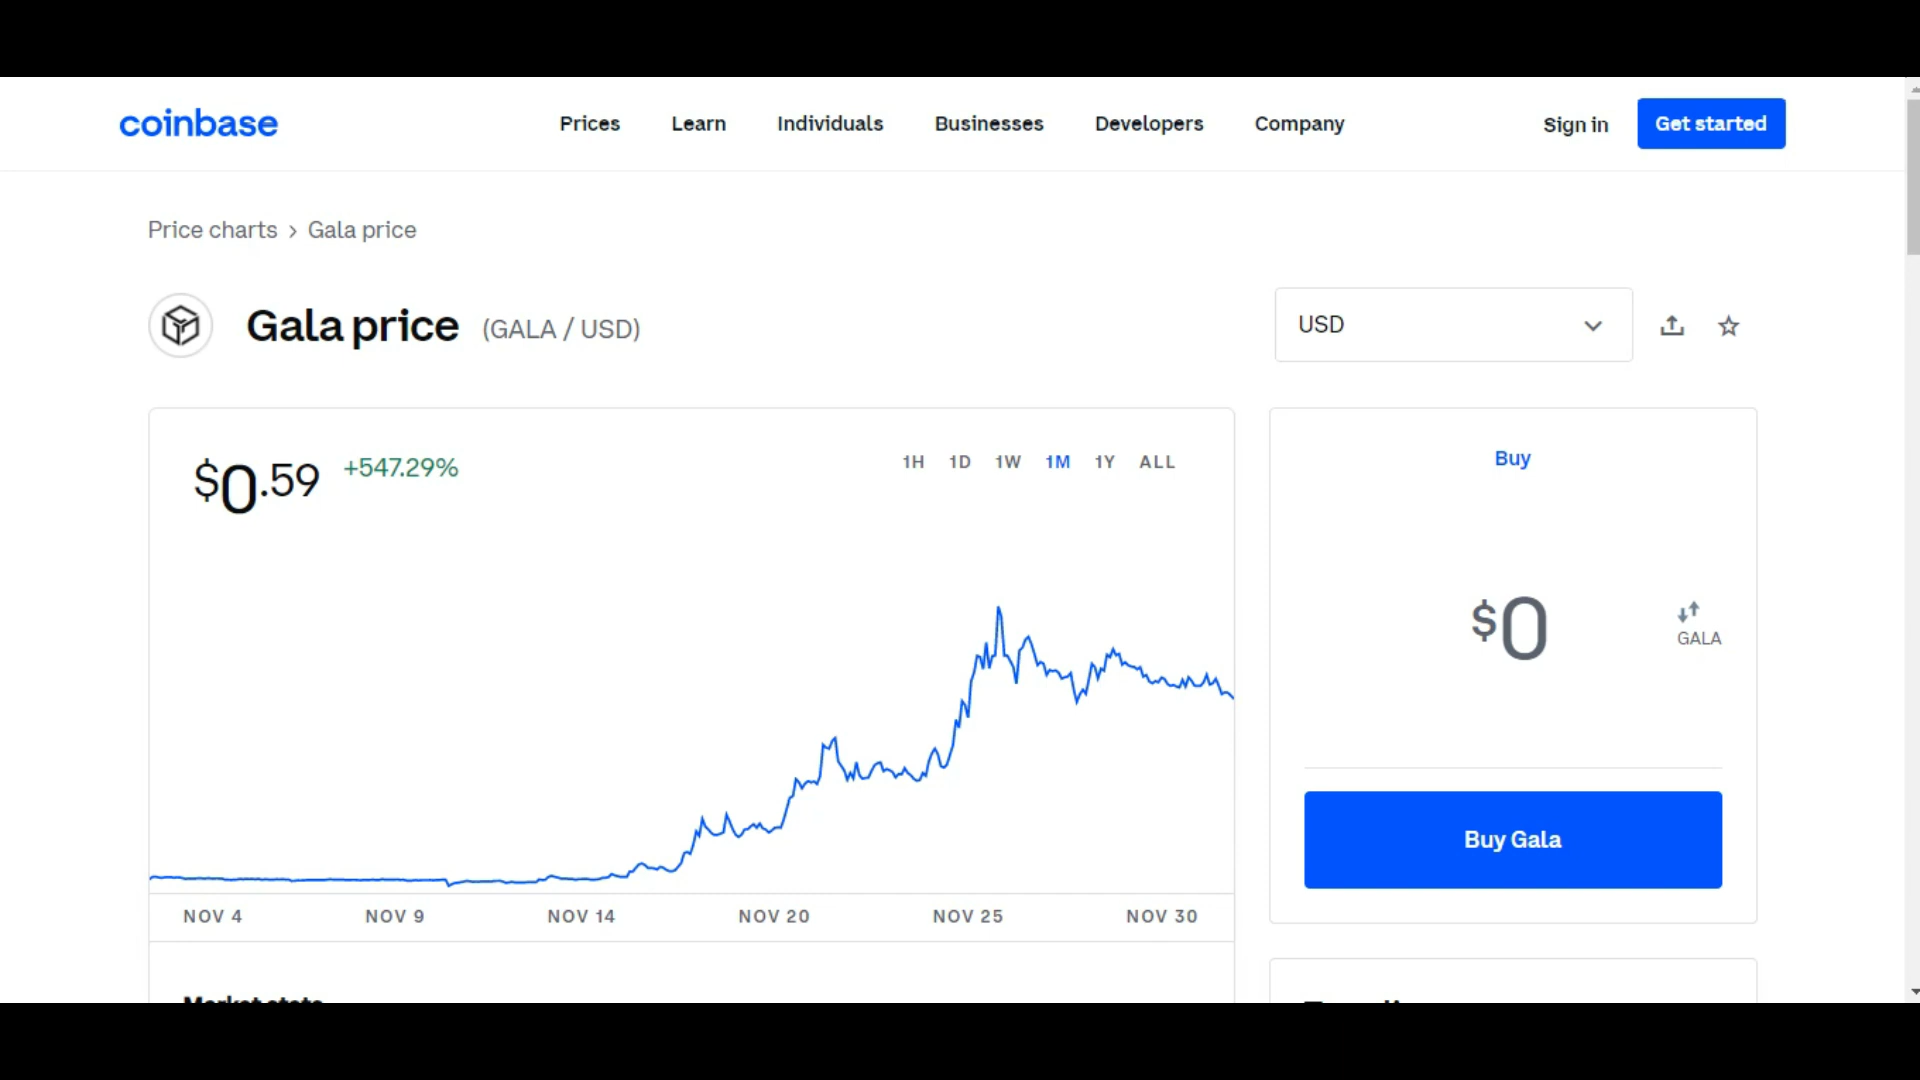 coinbase
Prices Learn Individuals Businesses Developers Company
Sign in Get started
Price charts › Gala price
Gala price (GALA / USD)
USD
$0.59 +547.29%
1H 1D 1W 1M 1Y ALL
NOV 4 NOV 9 NOV 14 NOV 20 NOV 25 NOV 30
Buy
$0
GALA
Buy Gala
Market stats